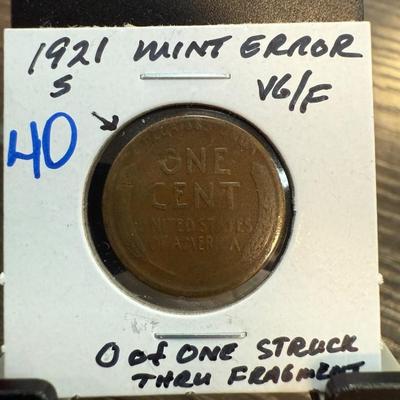 1921 MINT ERROR
S VG/F
40
ONE
CENT
UNITED STATES
OF AMERICA
O of ONE STRUCK
THRU FRAGMENT